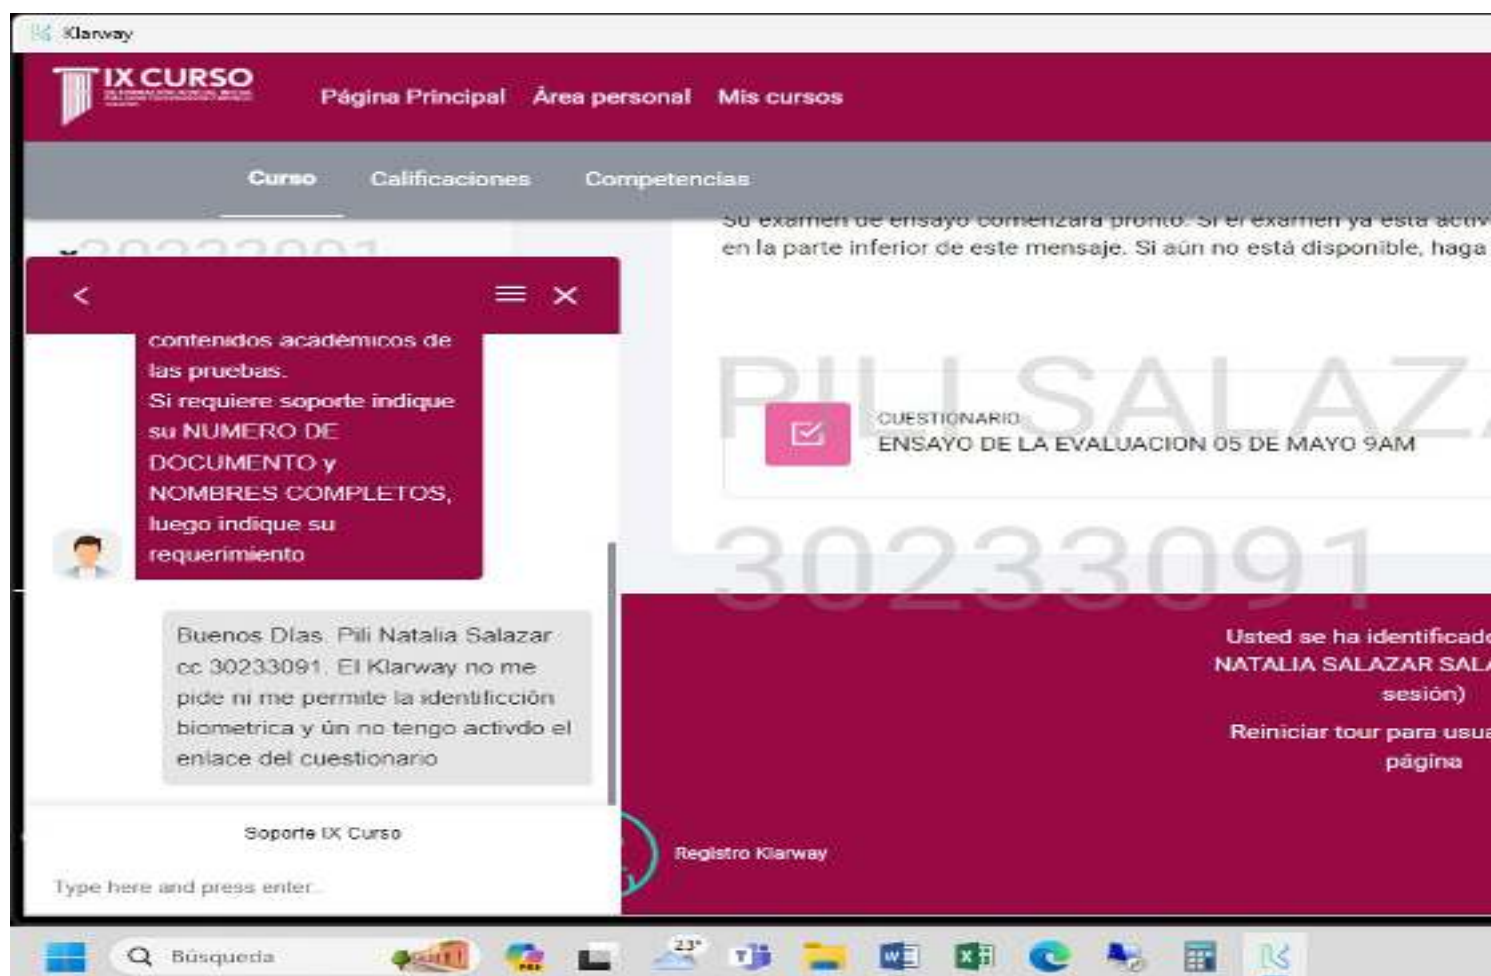 Klarway
IX CURSO
Página Principal Área personal Mis cursos
Curso Calificaciones Competencias
Su examen de ensayo comenzará pronto. Si el examen ya está activ
en la parte inferior de este mensaje. Si aún no está disponible, haga
30233091
contenidos académicos de
las pruebas.
Si requiere soporte indique
su NUMERO DE
DOCUMENTO y
NOMBRES COMPLETOS,
luego indique su
requerimiento
Buenos DÍas. Pili Natalia Salazar
cc 30233091. El Klarway no me
pide ni me permite la identificción
biometrica y ún no tengo activdo el
enlace del cuestionario
Soporte IX Curso
Type here and press enter..
PILI SALAZA
CUESTIONARIO
ENSAYO DE LA EVALUACION 05 DE MAYO 9AM
30233091
Usted se ha identificado
NATALIA SALAZAR SALA
sesión)
Reiniciar tour para usua
página
Registro Klarway
Búsqueda
23°